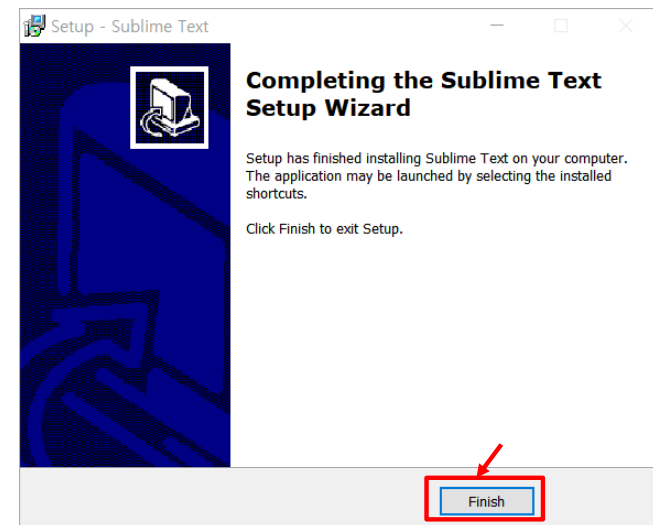 Setup - Sublime Text
Completing the Sublime Text
Setup Wizard
Setup has finished installing Sublime Text on your computer.
The application may be launched by selecting the installed
shortcuts.
Click Finish to exit Setup.
Finish